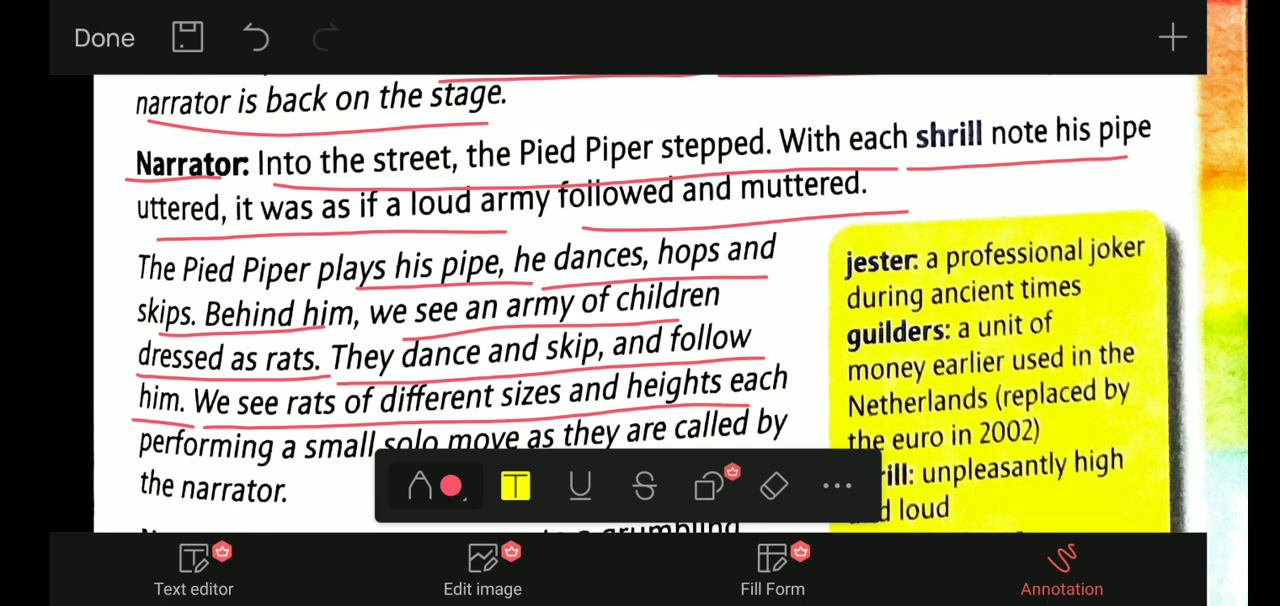 Done
narrator is back on the stage.
Narrator: Into the street, the Pied Piper stepped. With each shrill note his pipe
uttered, it was as if a loud army followed and muttered.
The Pied Piper plays his pipe, he dances, hops and
skips. Behind him, we see an army of children
dressed as rats. They dance and skip, and follow
him. We see rats of different sizes and heights each
performing a small solo move as they are called by
the narrator.
grumbling
jester: a professional joker
during ancient times
guilders: a unit of
money earlier used in the
Netherlands (replaced by
the euro in 2002)
rill: unpleasantly high
d loud
T
U
S
Text editor
Edit image
Fill Form
Annotation